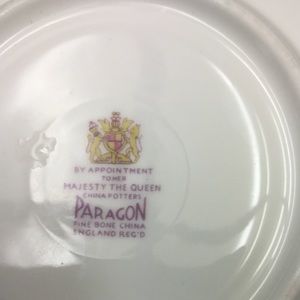 BY APPOINTMENT
TO HER
MAJESTY THE QUEEN
CHINA POTTERS
PARAGON
FINE BONE CHINA
ENGLAND REG'D